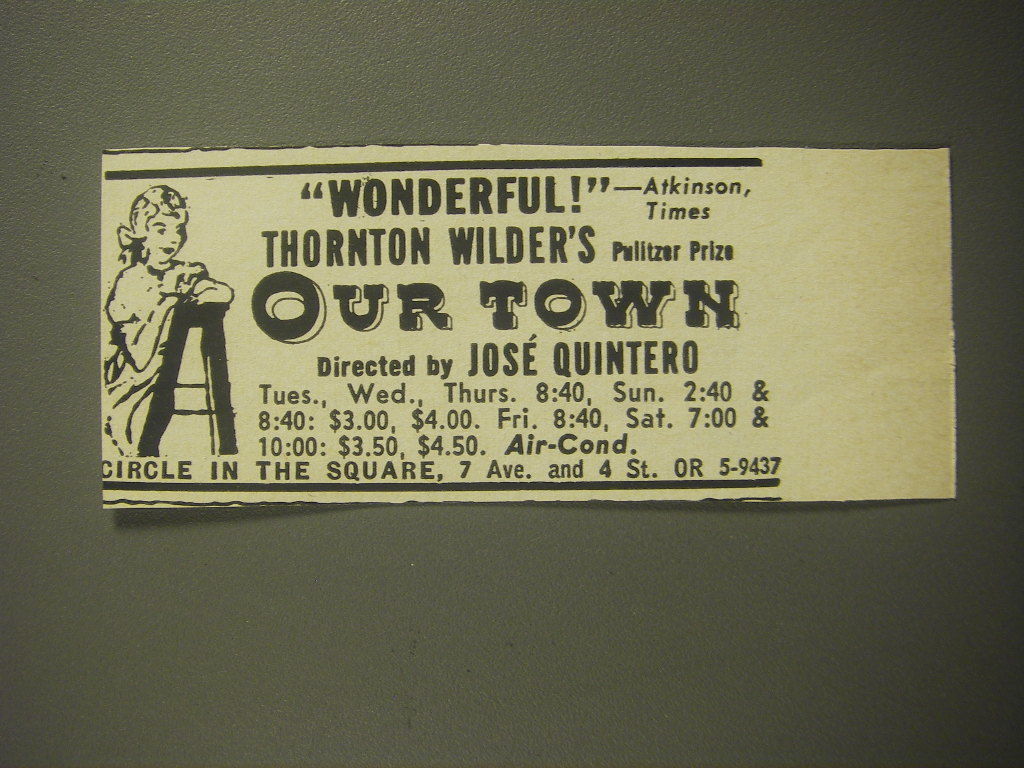 "WONDERFUL!"—Atkinson,
Times
THORNTON WILDER'S Pulitzer Prize
OUR TOWN
Directed by JOSÉ QUINTERO
Tues., Wed., Thurs. 8:40, Sun. 2:40 &
8:40: $3.00, $4.00. Fri. 8:40, Sat. 7:00 &
10:00: $3.50, $4.50. Air-Cond.
CIRCLE IN THE SQUARE, 7 Ave. and 4 St. OR 5-9437